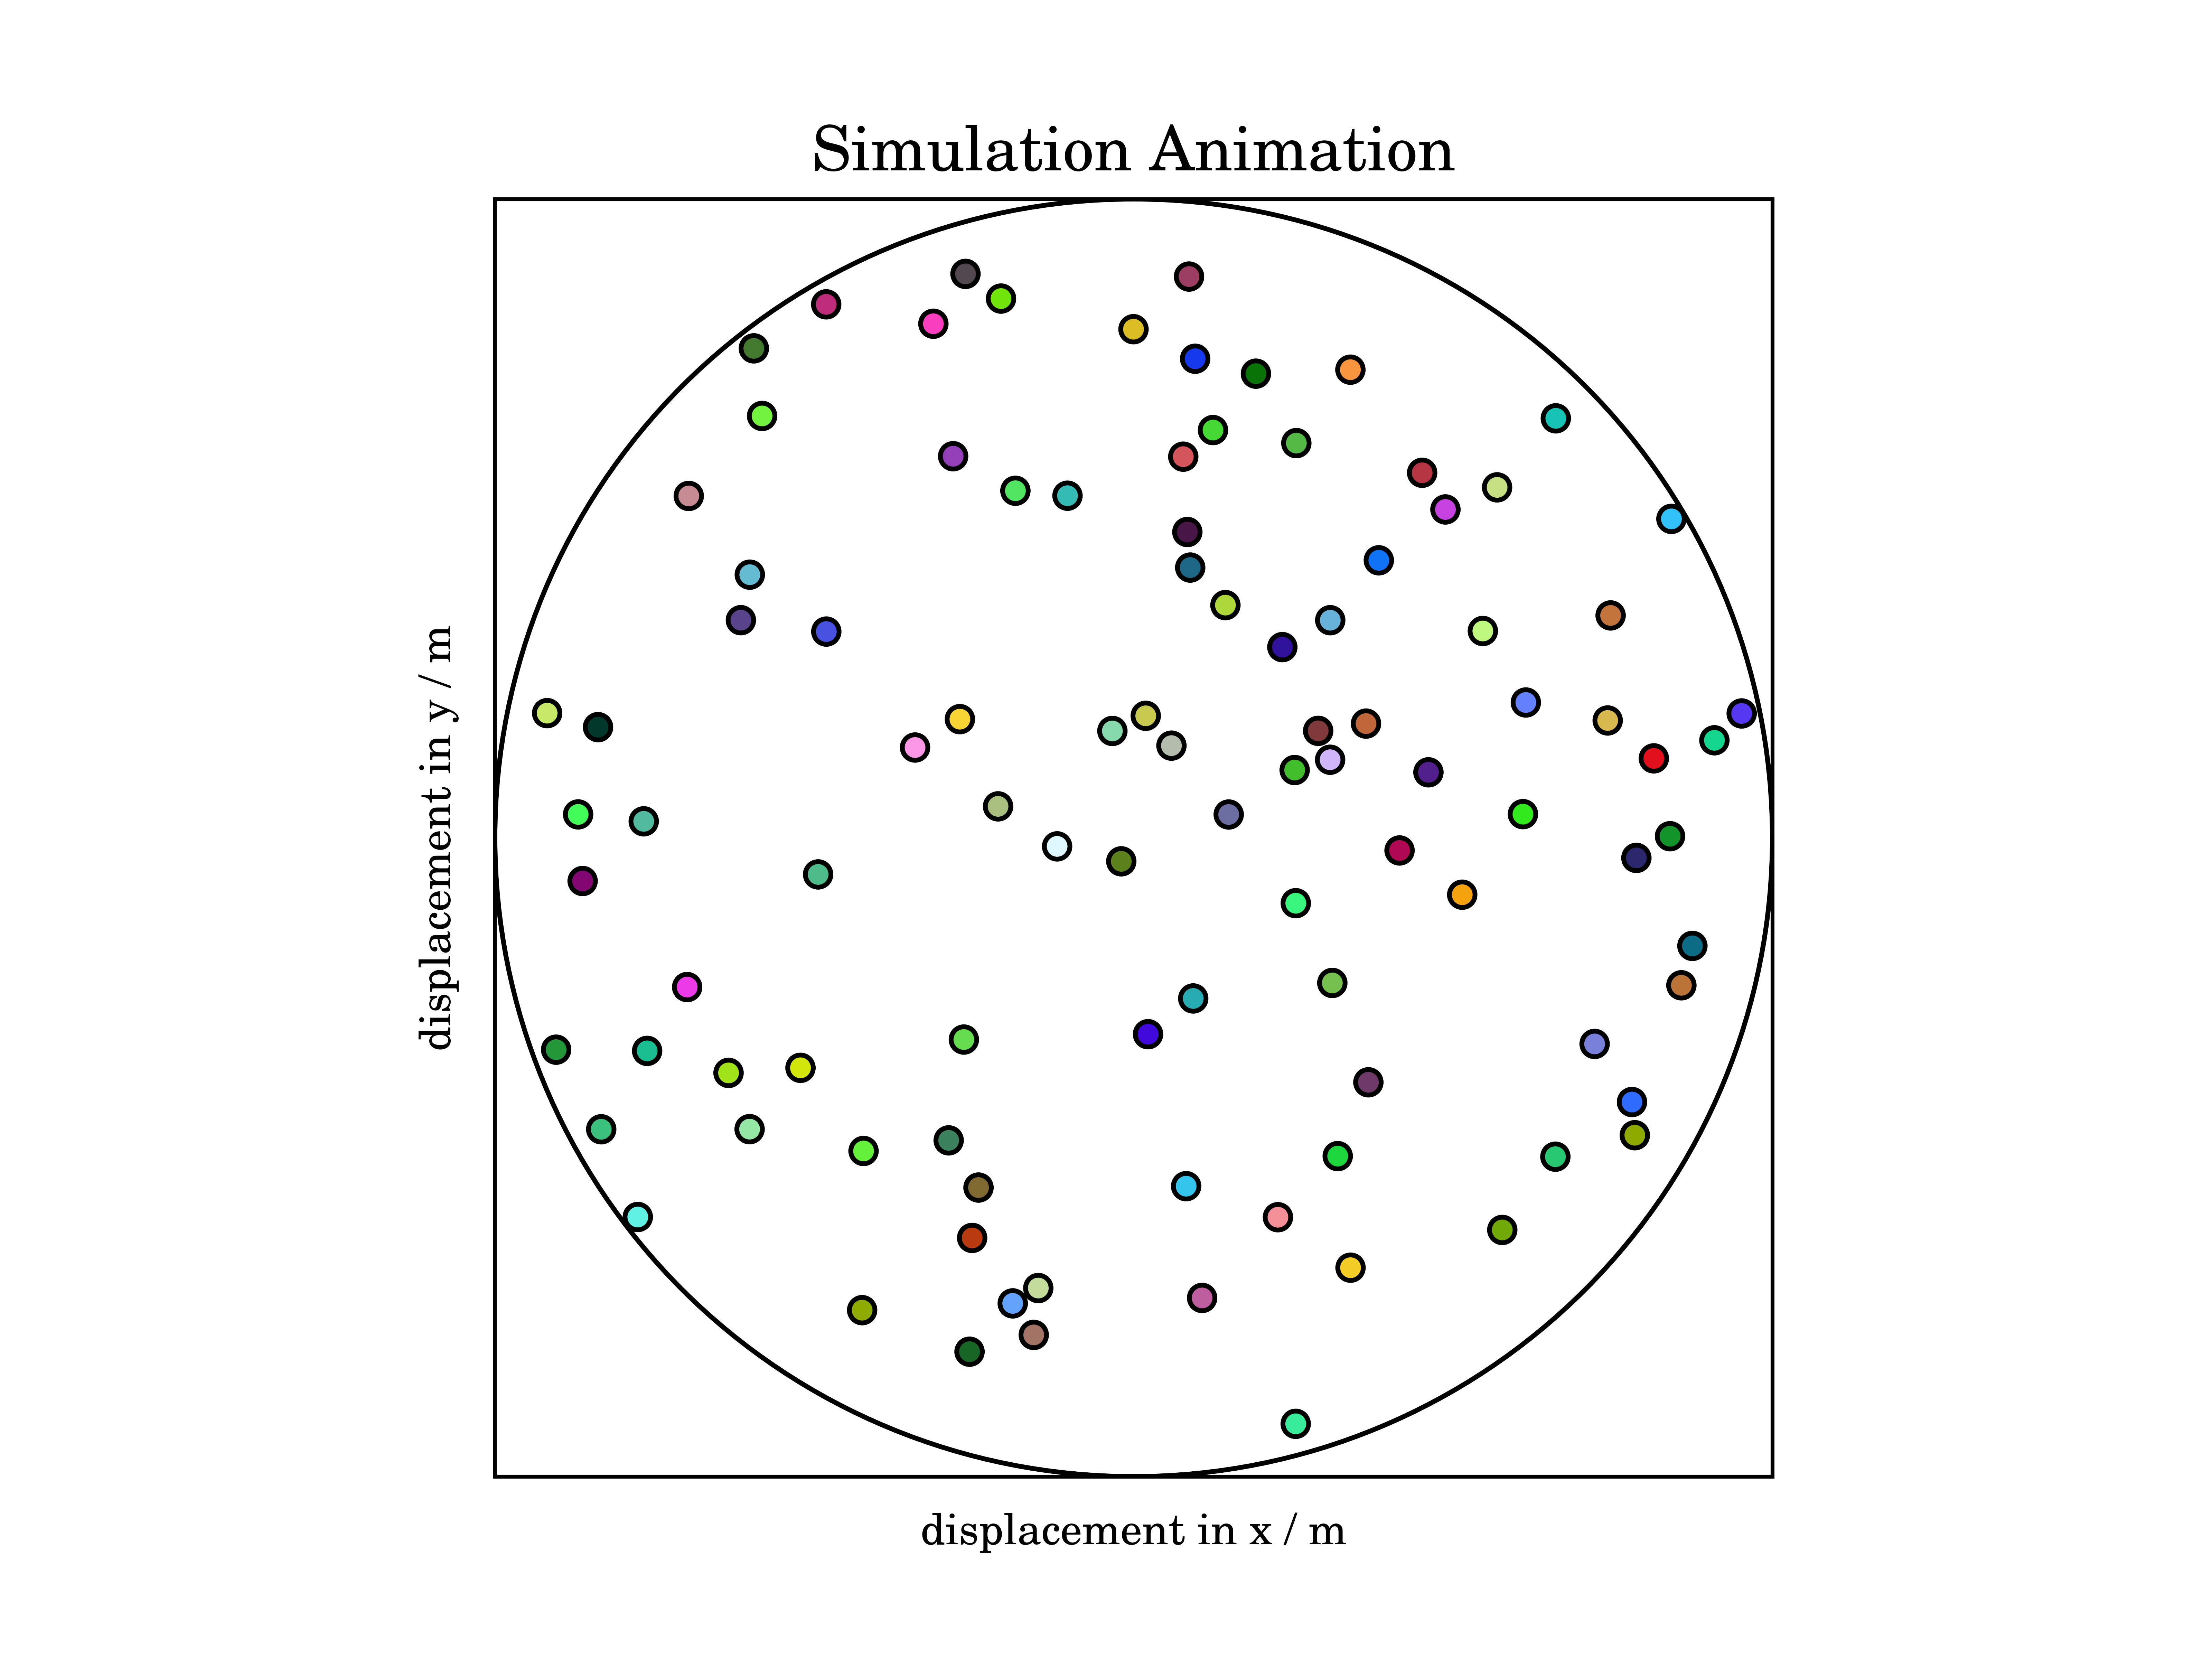 Simulation Animation
displacement in y / m
displacement in x / m